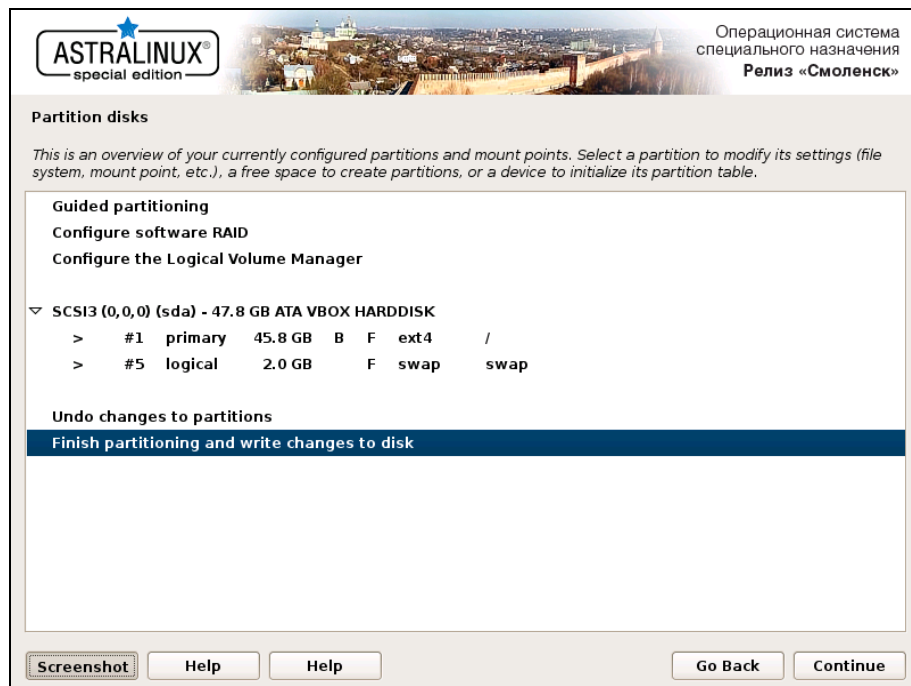 ASTRALINUX®
special edition
Операционная система
специального назначения
Релиз «Смоленск»
Partition disks
This is an overview of your currently configured partitions and mount points. Select a partition to modify its settings (file
system, mount point, etc.), a free space to create partitions, or a device to initialize its partition table.
Guided partitioning
Configure software RAID
Configure the Logical Volume Manager
SCSI3 (0,0,0) (sda) - 47.8 GB ATA VBOX HARDDISK
> #1 primary 45.8 GB B F ext4 /
> #5 logical 2.0 GB F swap swap
Undo changes to partitions
Finish partitioning and write changes to disk
Screenshot Help Help Go Back Continue